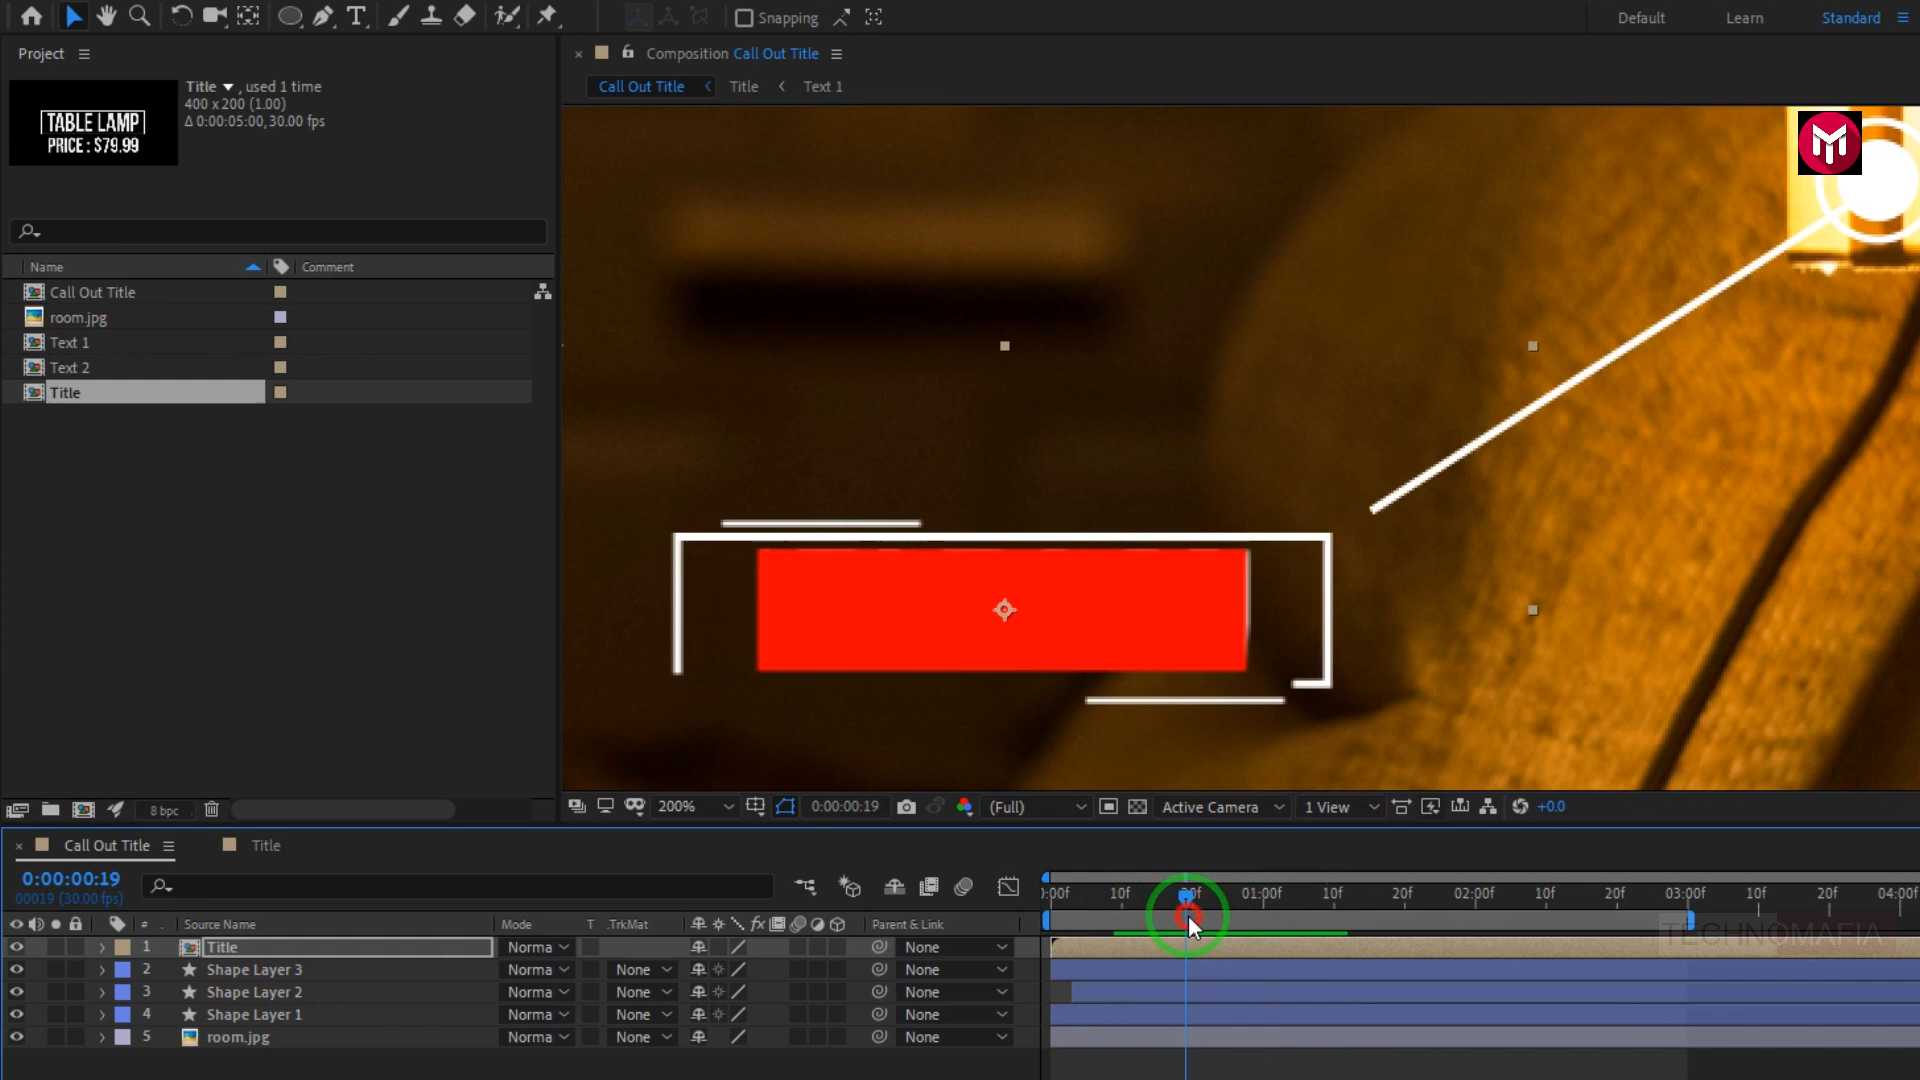 Snapping
Default
Learn
Standard
Project
Composition Call Out Title
Call Out Title
Title
Text 1
Title , used 1 time
400 x 200 (1.00)
Δ 0:00:05:00, 30.00 fps
TABLE LAMP
PRICE : $79.99
Name
Comment
Call Out Title
room.jpg
Text 1
Text 2
Title
8 bpc
200%
0:00:00:19
(Full)
Active Camera
1 View
+0.0
Call Out Title
Title
0:00:00:19
00019 (30.00 fps)
:00f 10f 20f 01:00f 10f 20f 02:00f 10f 20f 03:00f 10f 20f 04:00f
# Source Name Mode T .TrkMat fx Parent & Link
TECHNOMAFIA
1 Title Norma None
2 Shape Layer 3 Norma None None
3 Shape Layer 2 Norma None None
4 Shape Layer 1 Norma None None
5 room.jpg Norma None None